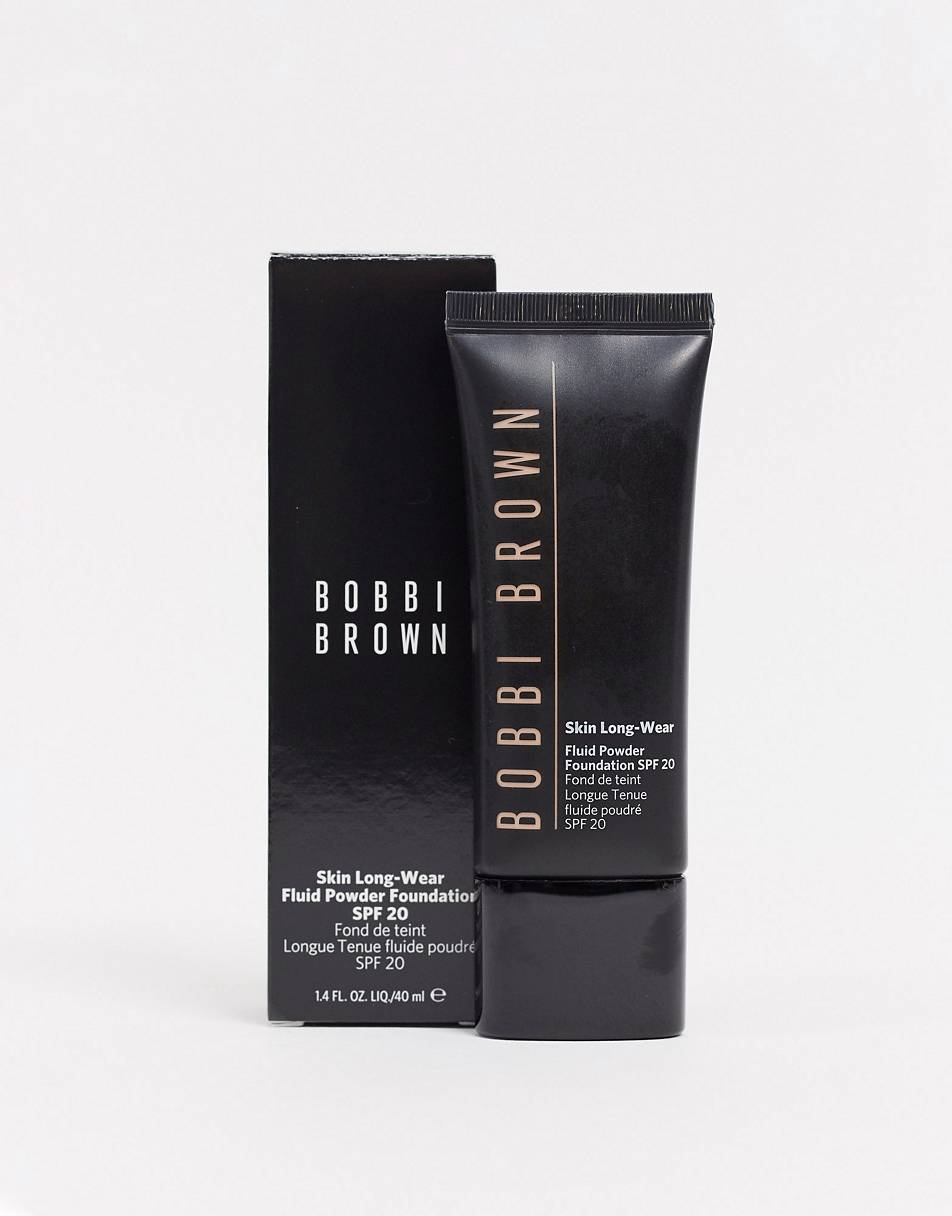 BOBBI
BROWN
Skin Long-Wear
Fluid Powder Foundation
SPF 20
Fond de teint
Longue Tenue fluide poudré
SPF 20
1.4 FL. OZ. LIQ./40 ml ℮
BOBBI BROWN
Skin Long-Wear
Fluid Powder
Foundation SPF 20
Fond de teint
Longue Tenue
fluide poudré
SPF 20